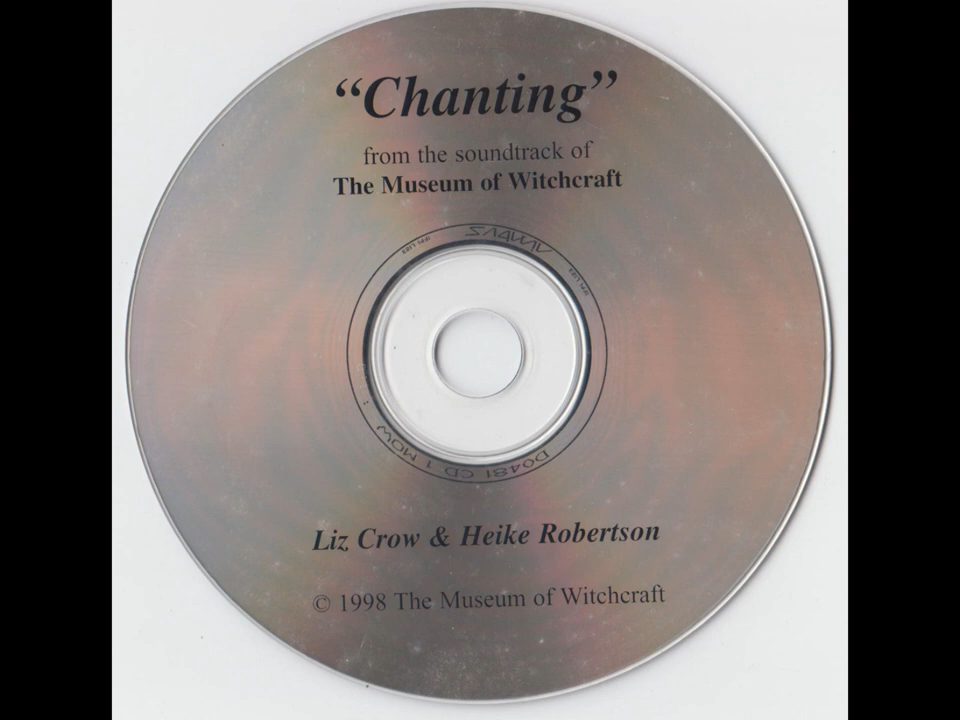 “Chanting”
from the soundtrack of
The Museum of Witchcraft
D0481 CD 1 MOW :
Liz Crow & Heike Robertson
© 1998 The Museum of Witchcraft